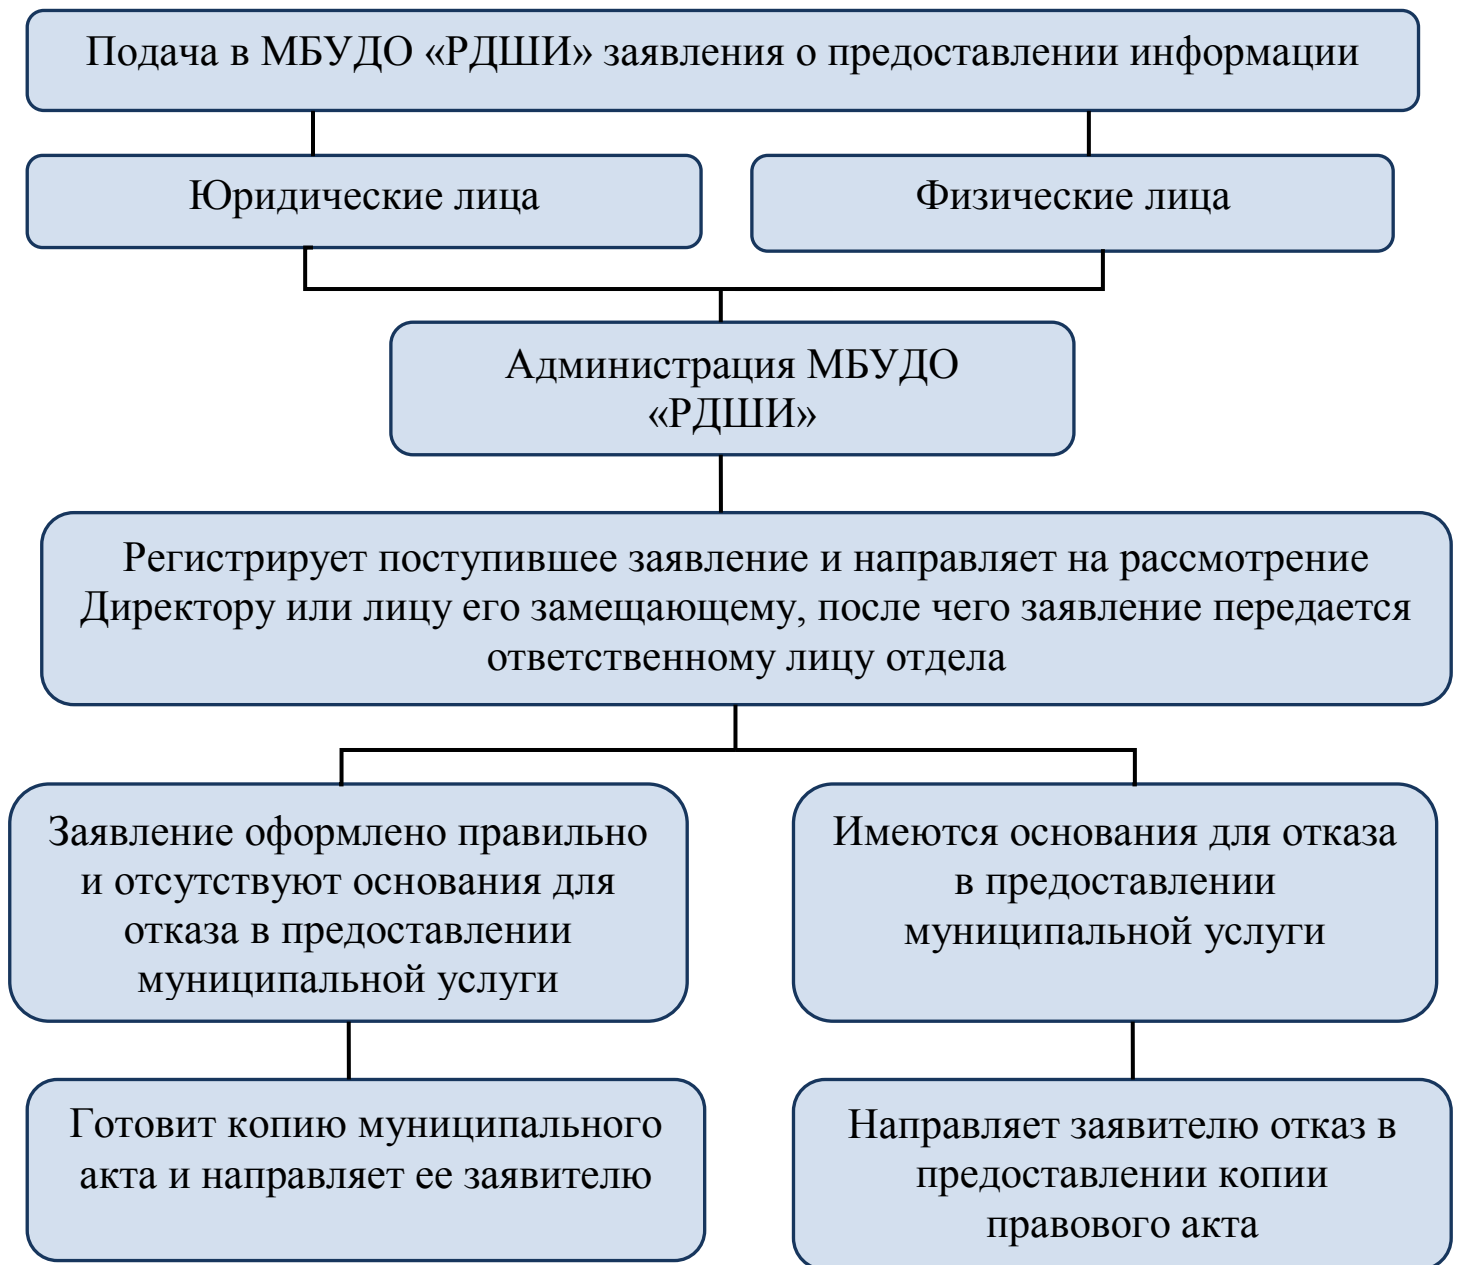 Подача в МБУДО «РДШИ» заявления о предоставлении информации
Юридические лица
Физические лица
Администрация МБУДО
«РДШИ»
Регистрирует поступившее заявление и направляет на рассмотрение
Директору или лицу его замещающему, после чего заявление передается
ответственному лицу отдела
Заявление оформлено правильно
и отсутствуют основания для
отказа в предоставлении
муниципальной услуги
Имеются основания для отказа
в предоставлении
муниципальной услуги
Готовит копию муниципального
акта и направляет ее заявителю
Направляет заявителю отказ в
предоставлении копии
правового акта